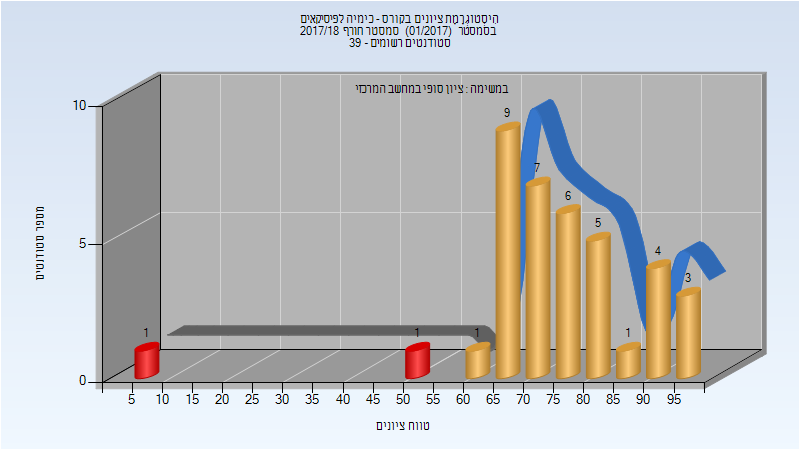 היסטוגרמת ציונים בקורס - כימיה לפיסיקאים
בסמסטר (01/2017) סמסטר חורף 2017/18
סטודנטים רשומים - 39
במשימה : ציון סופי במחשב המרכזי
מספר סטודנטים
10
5
0
1
1
1
9
7
6
5
1
4
3
5 10 15 20 25 30 35 40 45 50 55 60 65 70 75 80 85 90 95
טווח ציונים